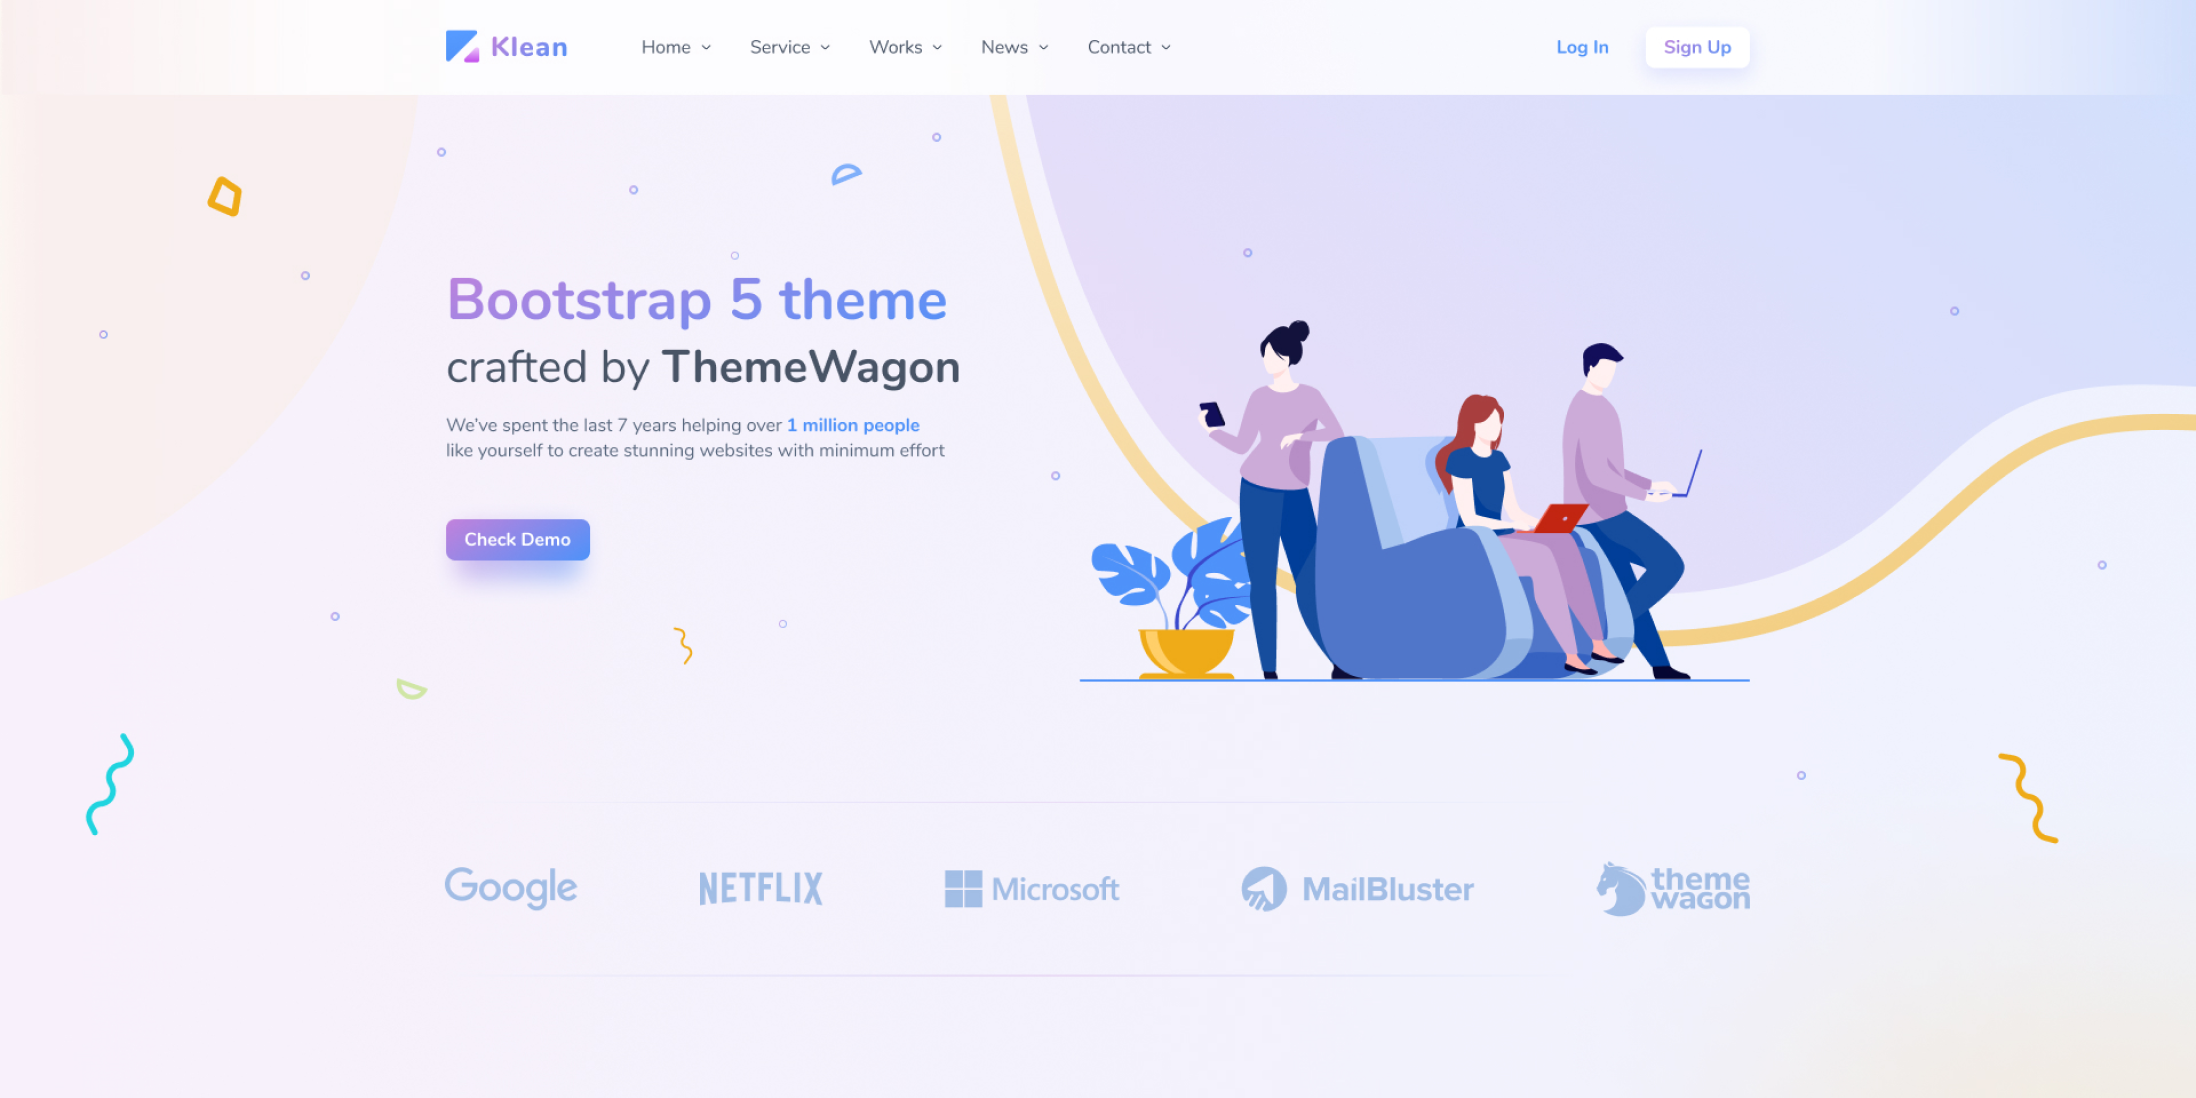 Klean
Home
Service
Works
News
Contact
Log In
Sign Up
Bootstrap 5 theme
crafted by ThemeWagon
We've spent the last 7 years helping over 1 million people
like yourself to create stunning websites with minimum effort
Check Demo
Google
NETFLIX
Microsoft
MailBluster
theme
wagon